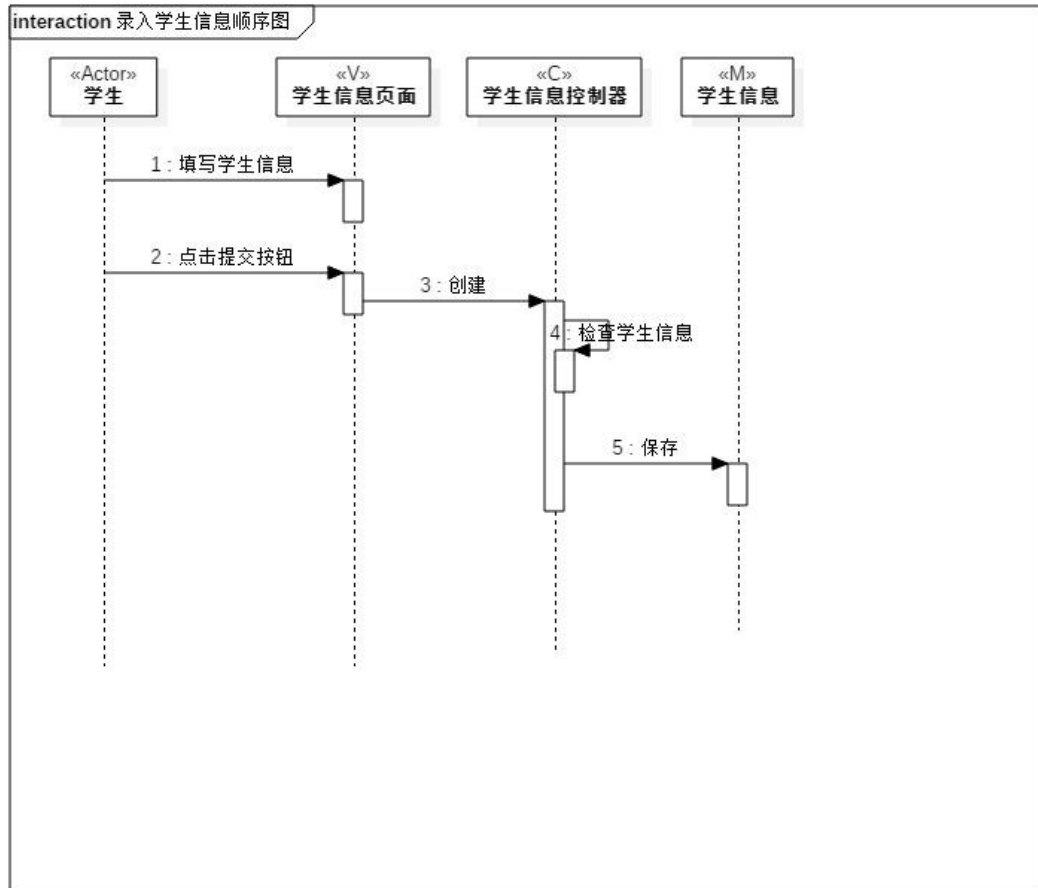 interaction 录入学生信息顺序图
«Actor»
学生
«V»
学生信息页面
«C»
学生信息控制器
«M»
学生信息
1 : 填写学生信息
2 : 点击提交按钮
3 : 创建
4 : 检查学生信息
5 : 保存